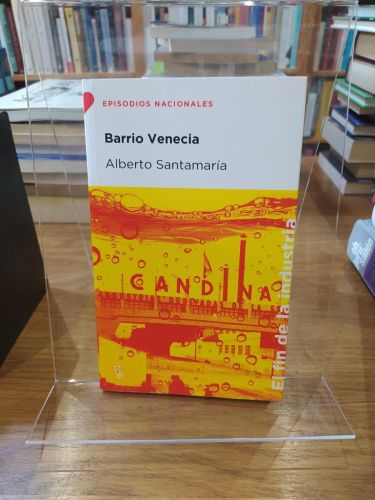 EPISODIOS NACIONALES
Barrio Venecia
Alberto Santamaría
CANDINA
El fin de la industria